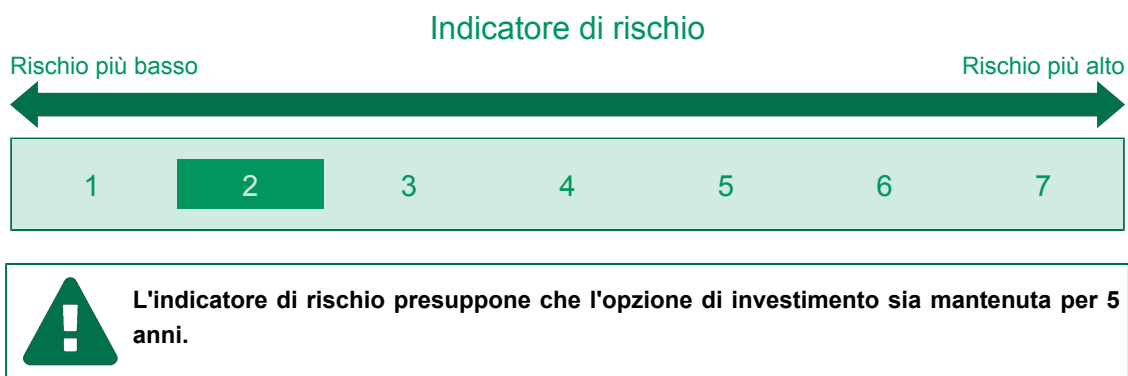 Indicatore di rischio
Rischio più basso
Rischio più alto
1 2 3 4 5 6 7
L'indicatore di rischio presuppone che l'opzione di investimento sia mantenuta per 5
anni.